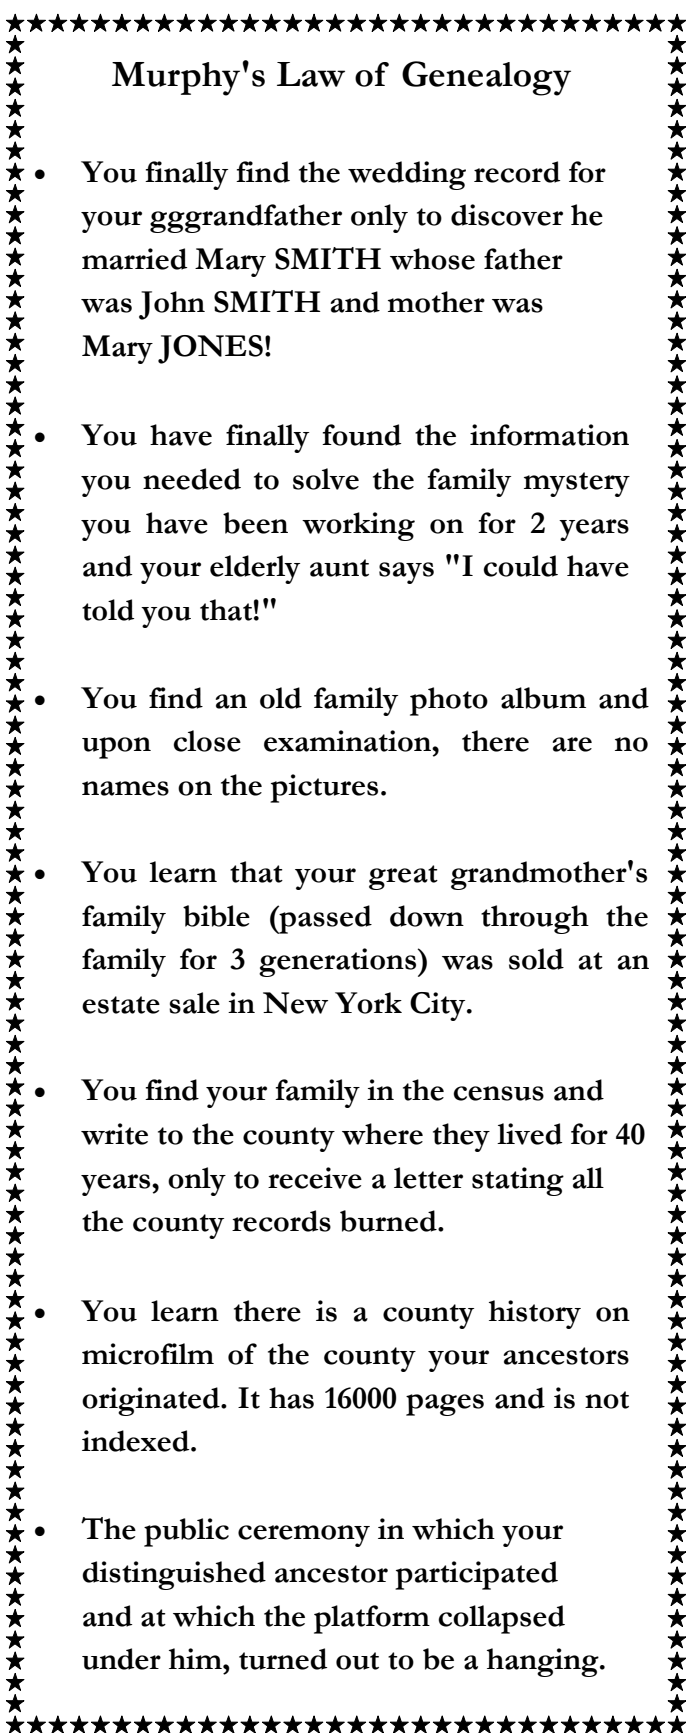 Murphy's Law of Genealogy
• You finally find the wedding record for
your gggrandfather only to discover he
married Mary SMITH whose father
was John SMITH and mother was
Mary JONES!
• You have finally found the information
you needed to solve the family mystery
you have been working on for 2 years
and your elderly aunt says "I could have
told you that!"
• You find an old family photo album and
upon close examination, there are no
names on the pictures.
• You learn that your great grandmother's
family bible (passed down through the
family for 3 generations) was sold at an
estate sale in New York City.
• You find your family in the census and
write to the county where they lived for 40
years, only to receive a letter stating all
the county records burned.
• You learn there is a county history on
microfilm of the county your ancestors
originated. It has 16000 pages and is not
indexed.
• The public ceremony in which your
distinguished ancestor participated
and at which the platform collapsed
under him, turned out to be a hanging.